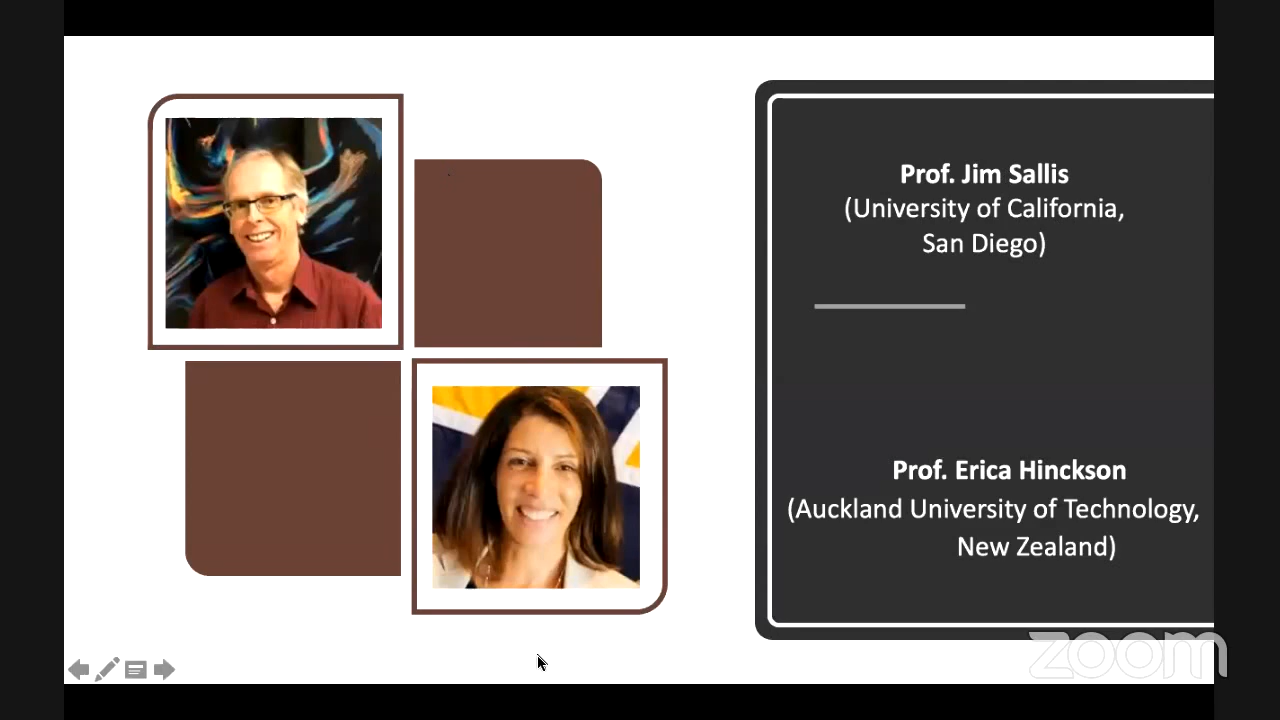 Prof. Jim Sallis
(University of California,
San Diego)
Prof. Erica Hinckson
(Auckland University of Technology,
New Zealand)
zoom